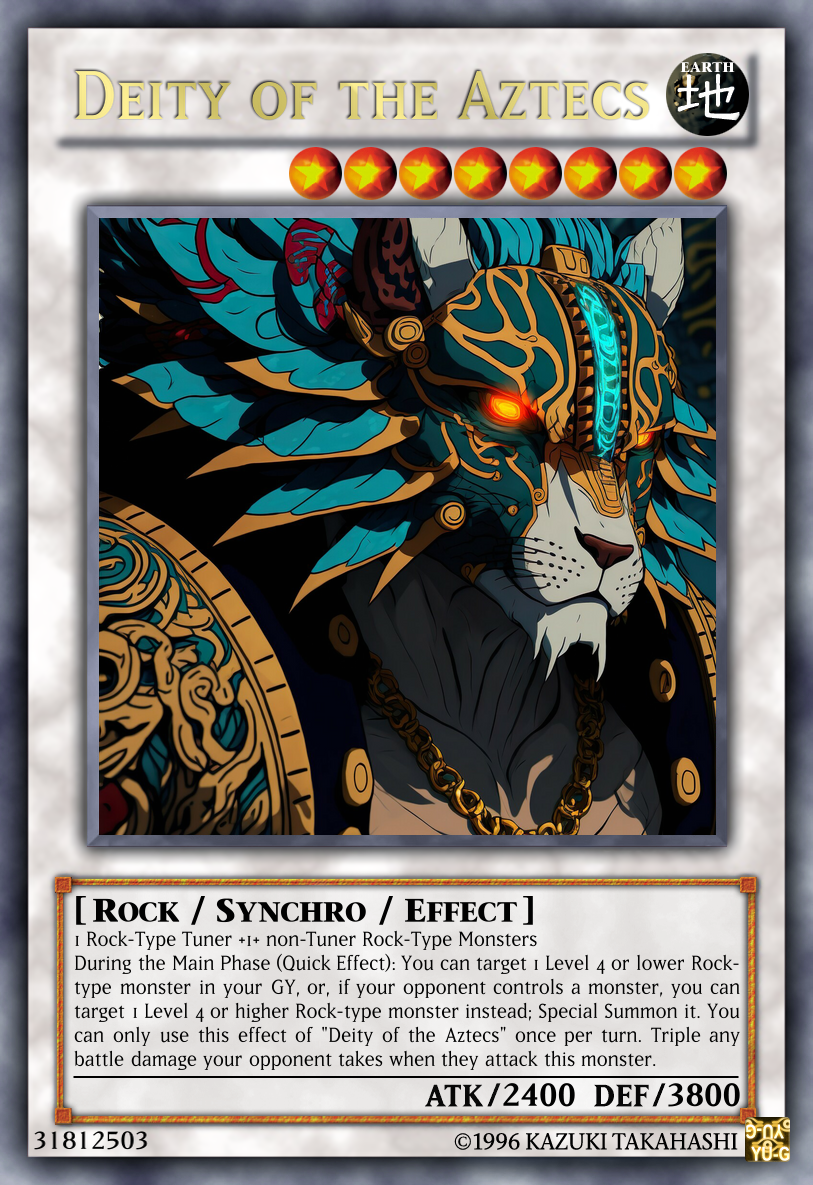 Deity of the Aztecs
EARTH
地
[ Rock / Synchro / Effect ]
1 Rock-Type Tuner +1+ non-Tuner Rock-Type Monsters
During the Main Phase (Quick Effect): You can target 1 Level 4 or lower Rock-
type monster in your GY, or, if your opponent controls a monster, you can
target 1 Level 4 or higher Rock-type monster instead; Special Summon it. You
can only use this effect of "Deity of the Aztecs" once per turn. Triple any
battle damage your opponent takes when they attack this monster.
ATK/2400 DEF/3800
31812503
©1996 KAZUKI TAKAHASHI